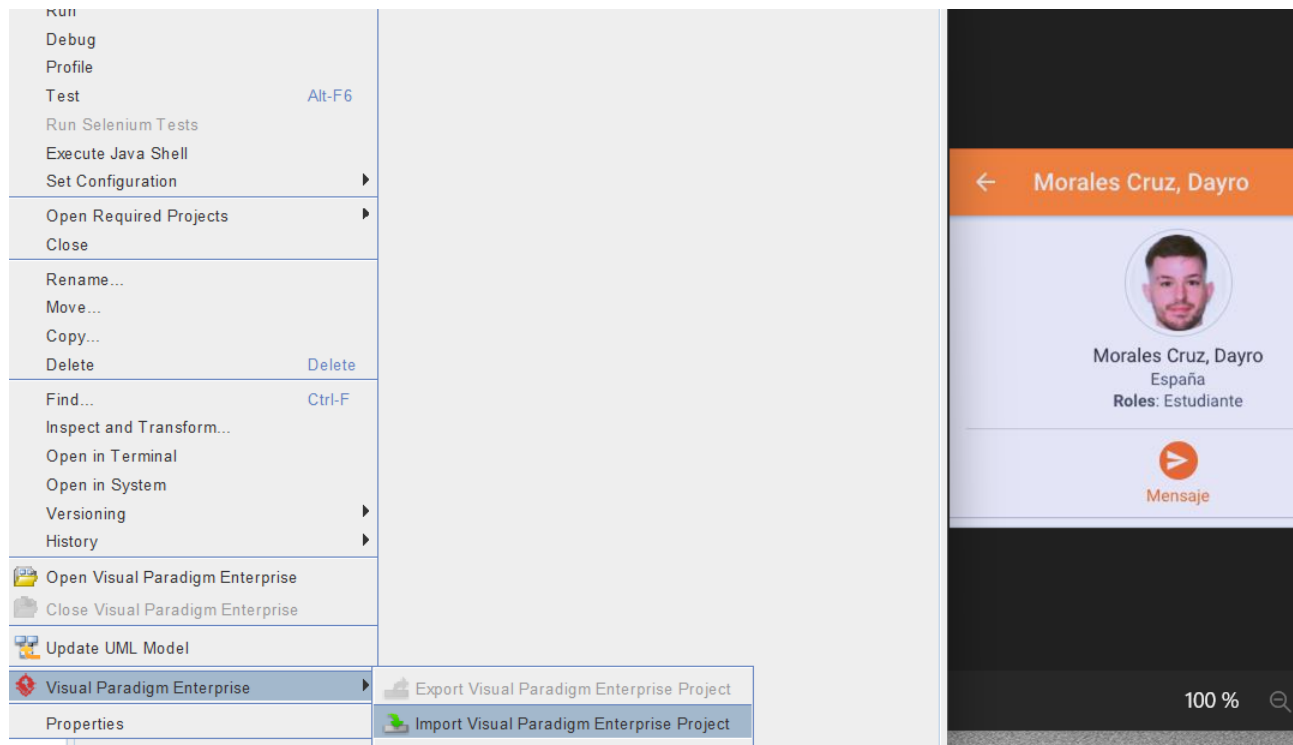 Run
Debug
Profile
Test Alt-F6
Run Selenium Tests
Execute Java Shell
Set Configuration
Open Required Projects
Close
Rename...
Move...
Copy...
Delete Delete
Find... Ctrl-F
Inspect and Transform...
Open in Terminal
Open in System
Versioning
History
Open Visual Paradigm Enterprise
Close Visual Paradigm Enterprise
Update UML Model
Visual Paradigm Enterprise
Properties
Export Visual Paradigm Enterprise Project
Import Visual Paradigm Enterprise Project
Morales Cruz, Dayro
Morales Cruz, Dayro
España
Roles: Estudiante
Mensaje
100 %